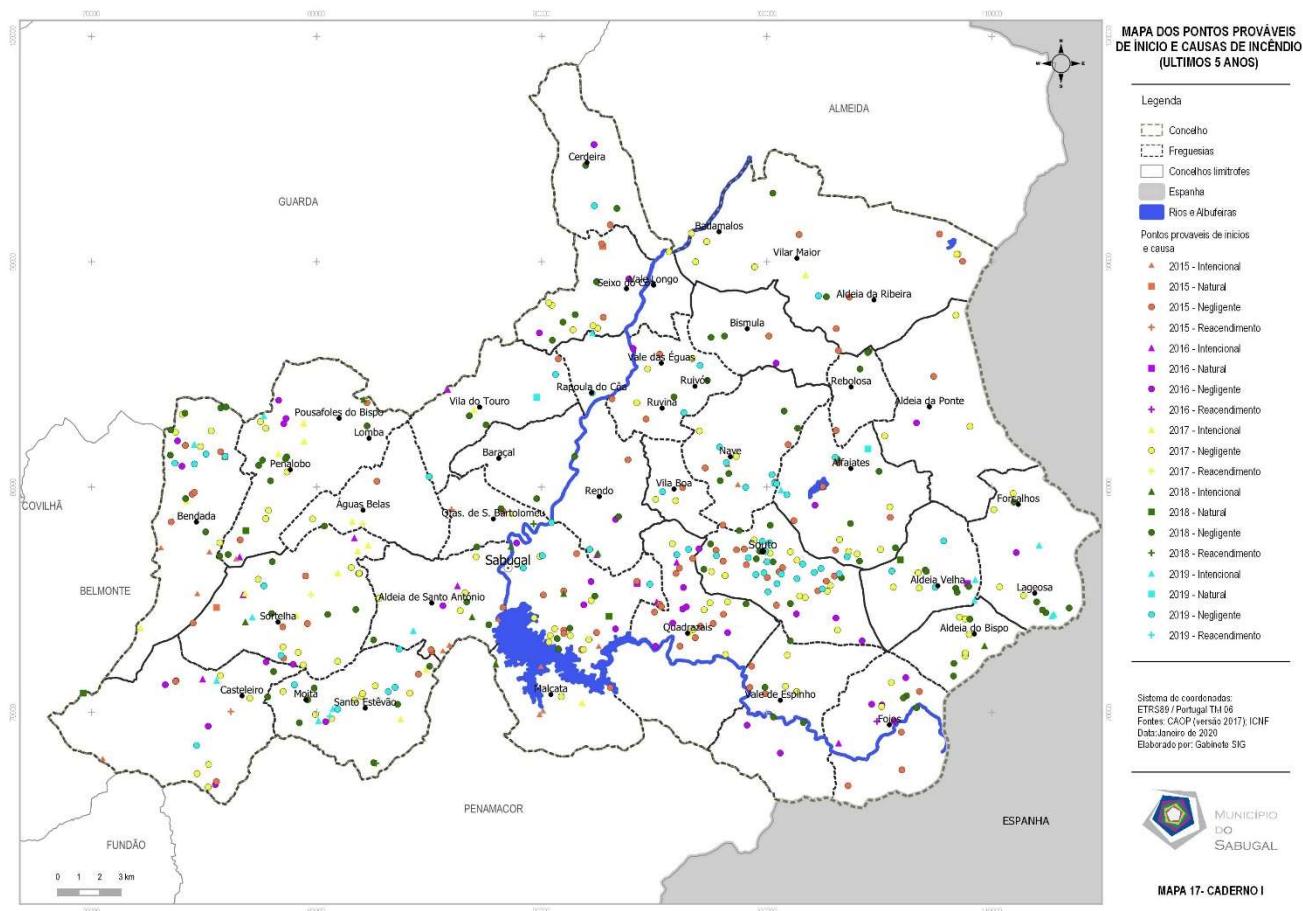 MAPA DOS PONTOS PROVÁVEIS
DE ÍNICIO E CAUSAS DE INCÊNDIO
(ULTIMOS 5 ANOS)
Legenda
Concelho
Freguesias
Concelhos limitrofes
Espanha
Rios e Albufeiras
Pontos provaveis de inicios
e causa
2015 - Intencional
2015 - Natural
2015 - Negligente
2015 - Reacendimento
2016 - Intencional
2016 - Natural
2016 - Negligente
2016 - Reacendimento
2017 - Intencional
2017 - Negligente
2017 - Reacendimento
2018 - Intencional
2018 - Natural
2018 - Negligente
2018 - Reacendimento
2019 - Intencional
2019 - Natural
2019 - Negligente
2019 - Reacendimento
Sistema de coordenadas:
ETRS89 / Portugal TM 06
Fontes: CAOP (versão 2017); ICNF
Data:Janeiro de 2020
Elaborado por: Gabinete SIG
MUNICÍPIO
DO
SABUGAL
MAPA 17- CADERNO I
N
ALMEIDA
GUARDA
Cerdeira
Badamalos
Vilar Maior
Vale Longo
Aldeia da Ribeira
Bismula
Vale das Éguas
Ruivós
Rebolosa
Rapoula do Côa
Vila do Touro
Ruvina
Aldeia da Ponte
Pousafoles do Bispo
Lomba
Baraçal
Nave
Penalobo
Alfaiates
Vila Boa
Rendo
Forcalhos
COVILHÃ
Águas Belas
Qtas. de S. Bartolomeu
Bendada
Souto
Sabugal
Aldeia Velha
Lageosa
BELMONTE
Aldeia de Santo António
Sortelha
Quadrazais
Aldeia do Bispo
Casteleiro
Moita
Santo Estêvão
Malcata
Vale de Espinho
Foios
PENAMACOR
ESPANHA
FUNDÃO
0 1 2 3 km